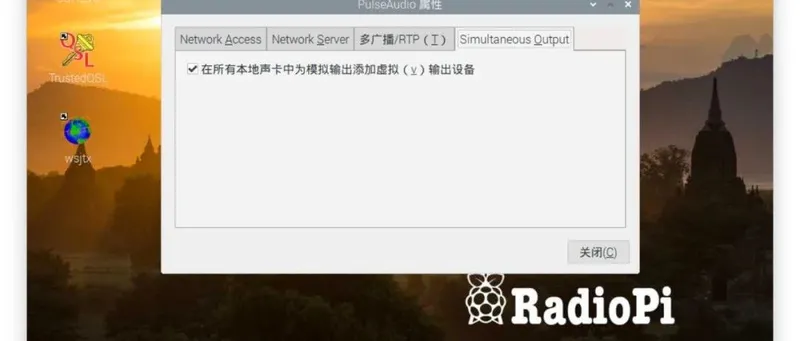 PulseAudio 属性
Network Access Network Server 多广播/RTP (T) Simultaneous Output
TrustedQSL
在所有本地声卡中为模拟输出添加虚拟(v)输出设备
wsjtx
关闭(C)
RadioPi